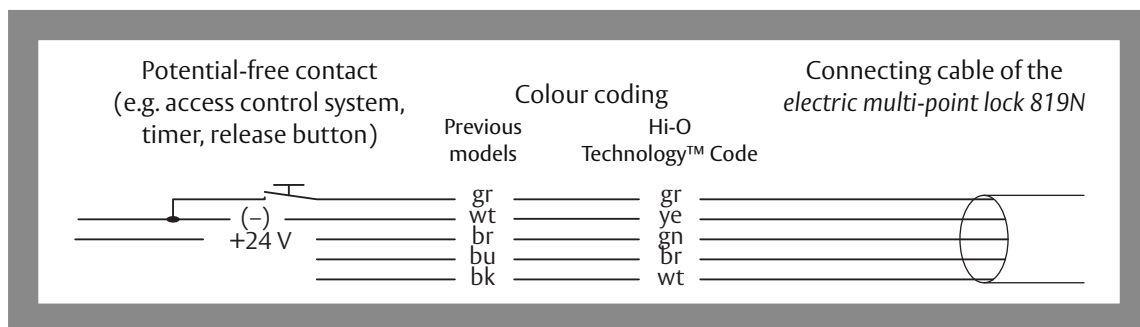 Potential-free contact
(e.g. access control system,
timer, release button)
Colour coding
Connecting cable of the
electric multi-point lock 819N
Previous
models
Hi-O
Technology™ Code
gr gr
(–) wt ye
+24 V br gn
bu br
bk wt